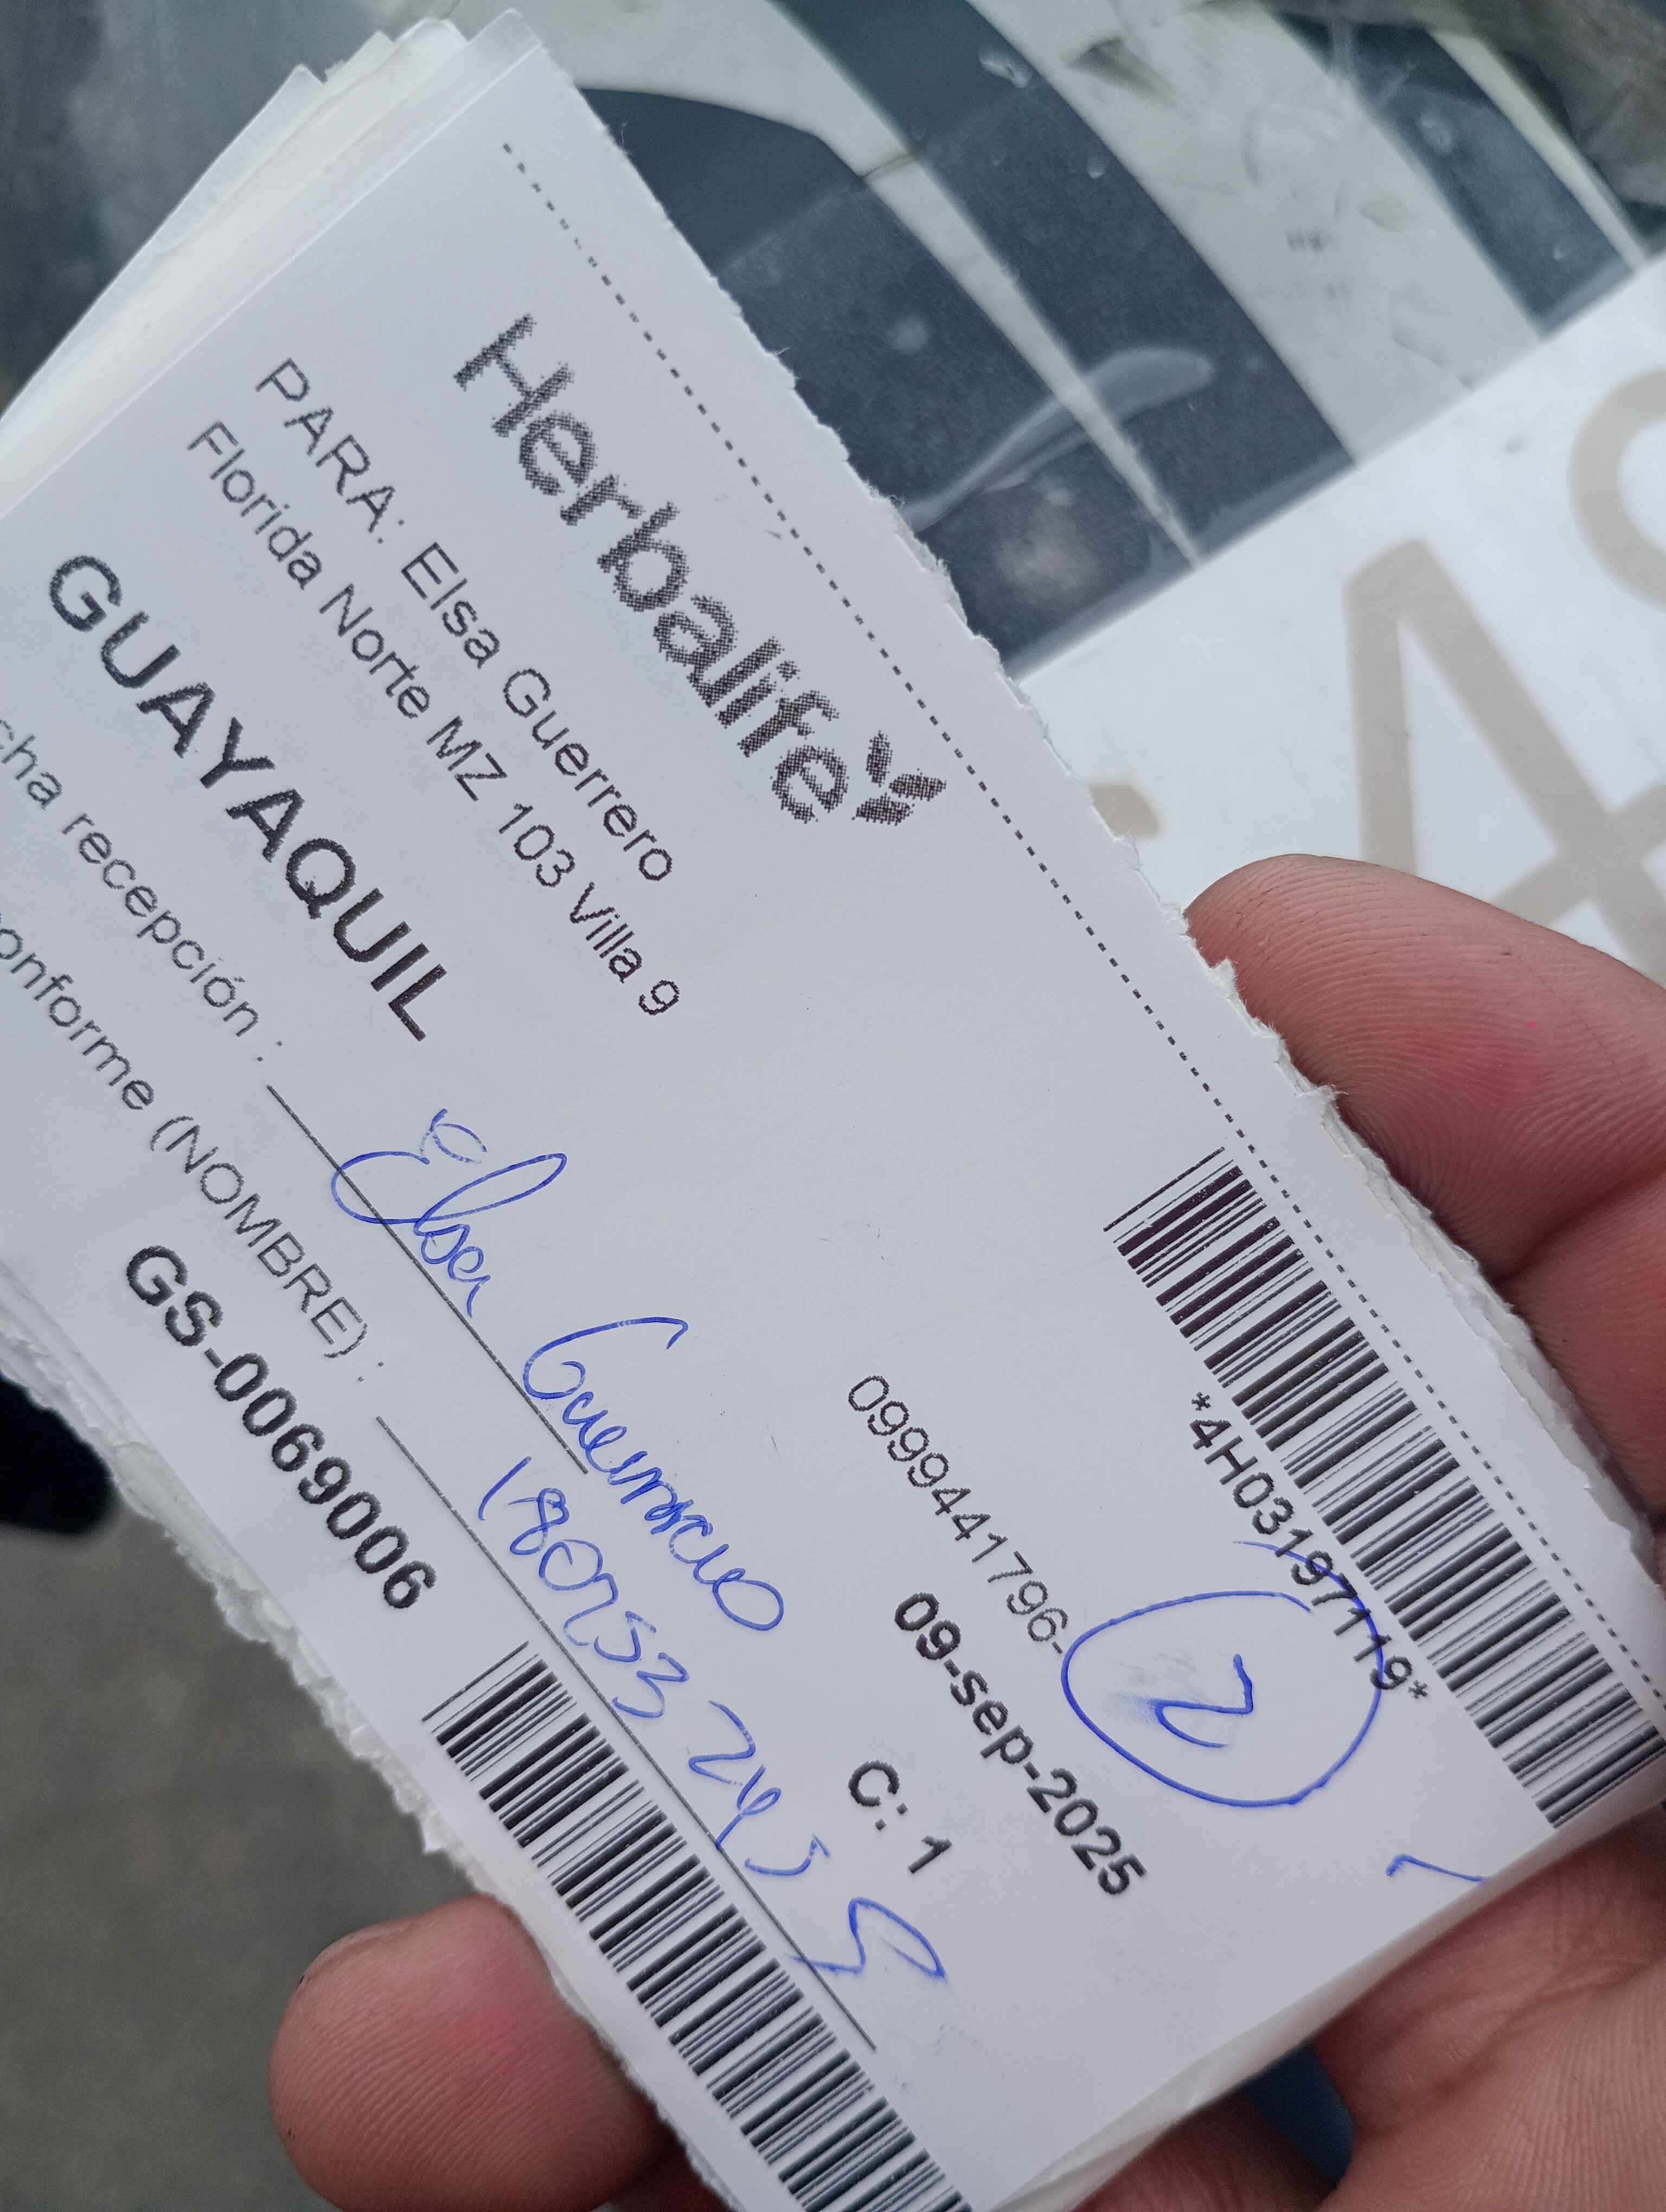 Herbalife
*4H03197119*
PARA: Elsa Guerrero
0999441796-
2
Florida Norte MZ 103 Villa 9
09-sep-2025
GUAYAQUIL
C: 1
cha recepción :
Elsa Guerrero
onforme (NOMBRE) :
GS-0069006